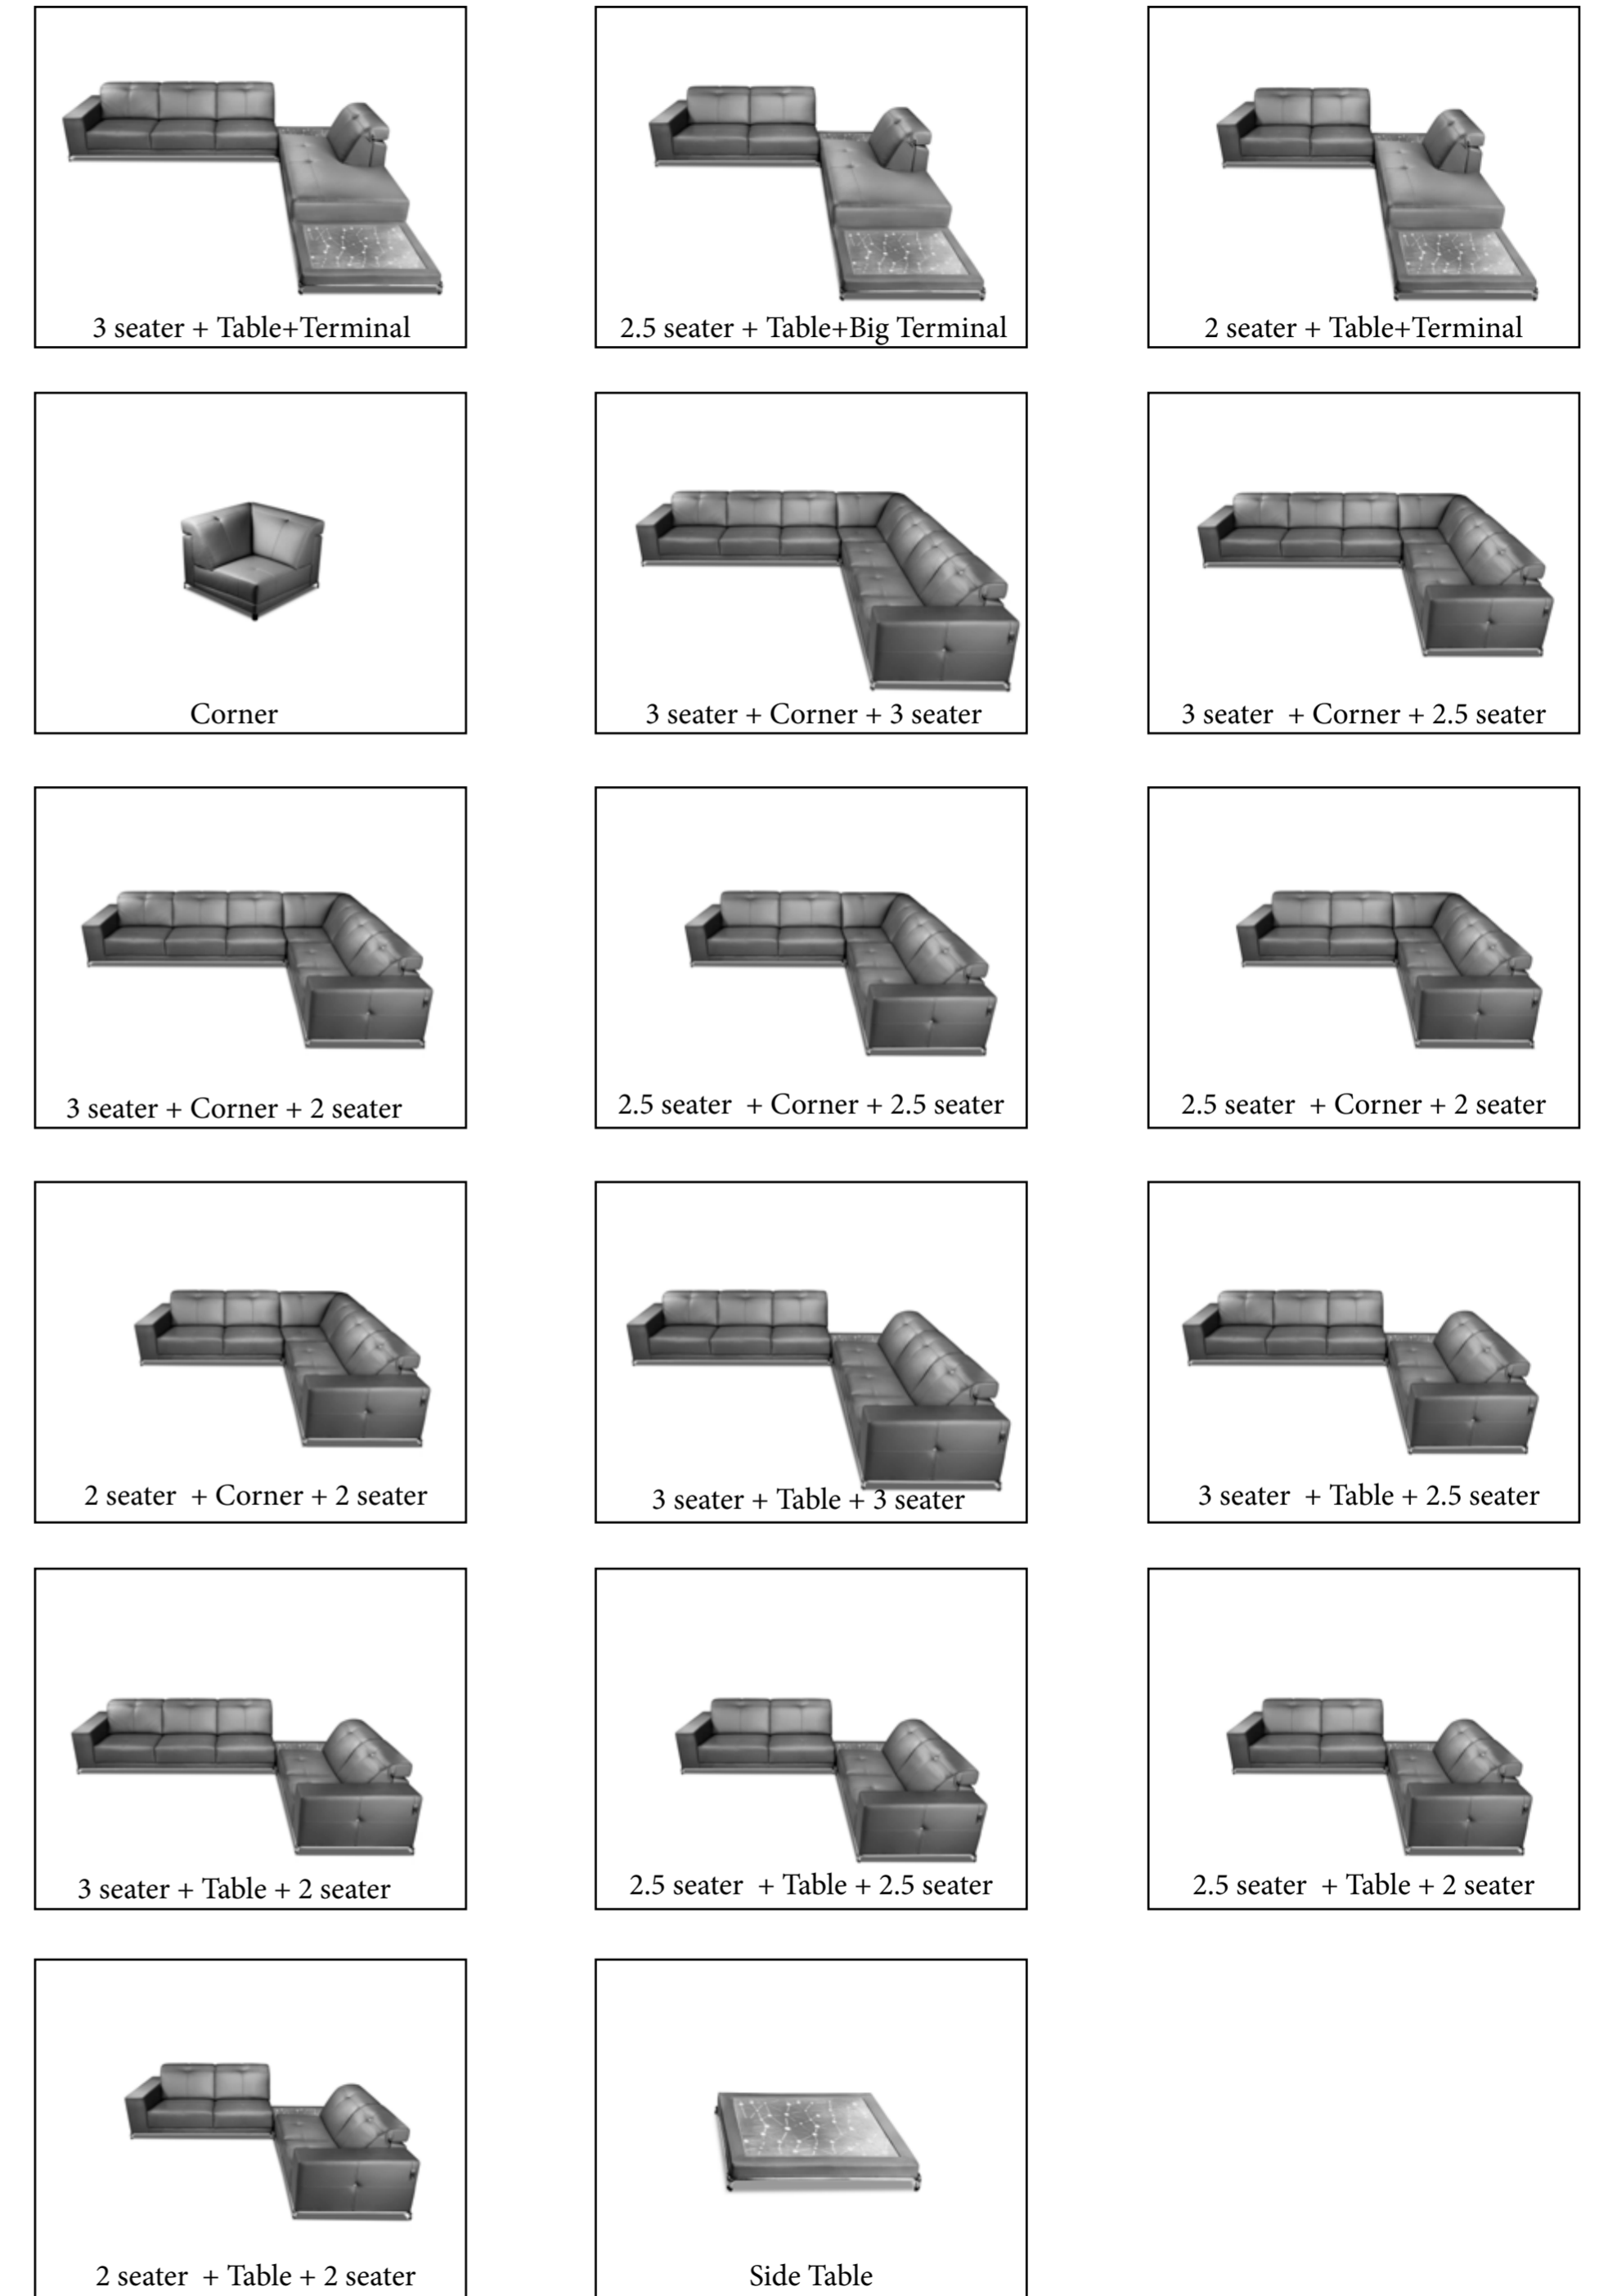 3 seater + Table+Terminal
2.5 seater + Table+Big Terminal
2 seater + Table+Terminal
Corner
3 seater + Corner + 3 seater
3 seater + Corner + 2.5 seater
3 seater + Corner + 2 seater
2.5 seater + Corner + 2.5 seater
2.5 seater + Corner + 2 seater
2 seater + Corner + 2 seater
3 seater + Table + 3 seater
3 seater + Table + 2.5 seater
3 seater + Table + 2 seater
2.5 seater + Table + 2.5 seater
2.5 seater + Table + 2 seater
2 seater + Table + 2 seater
Side Table